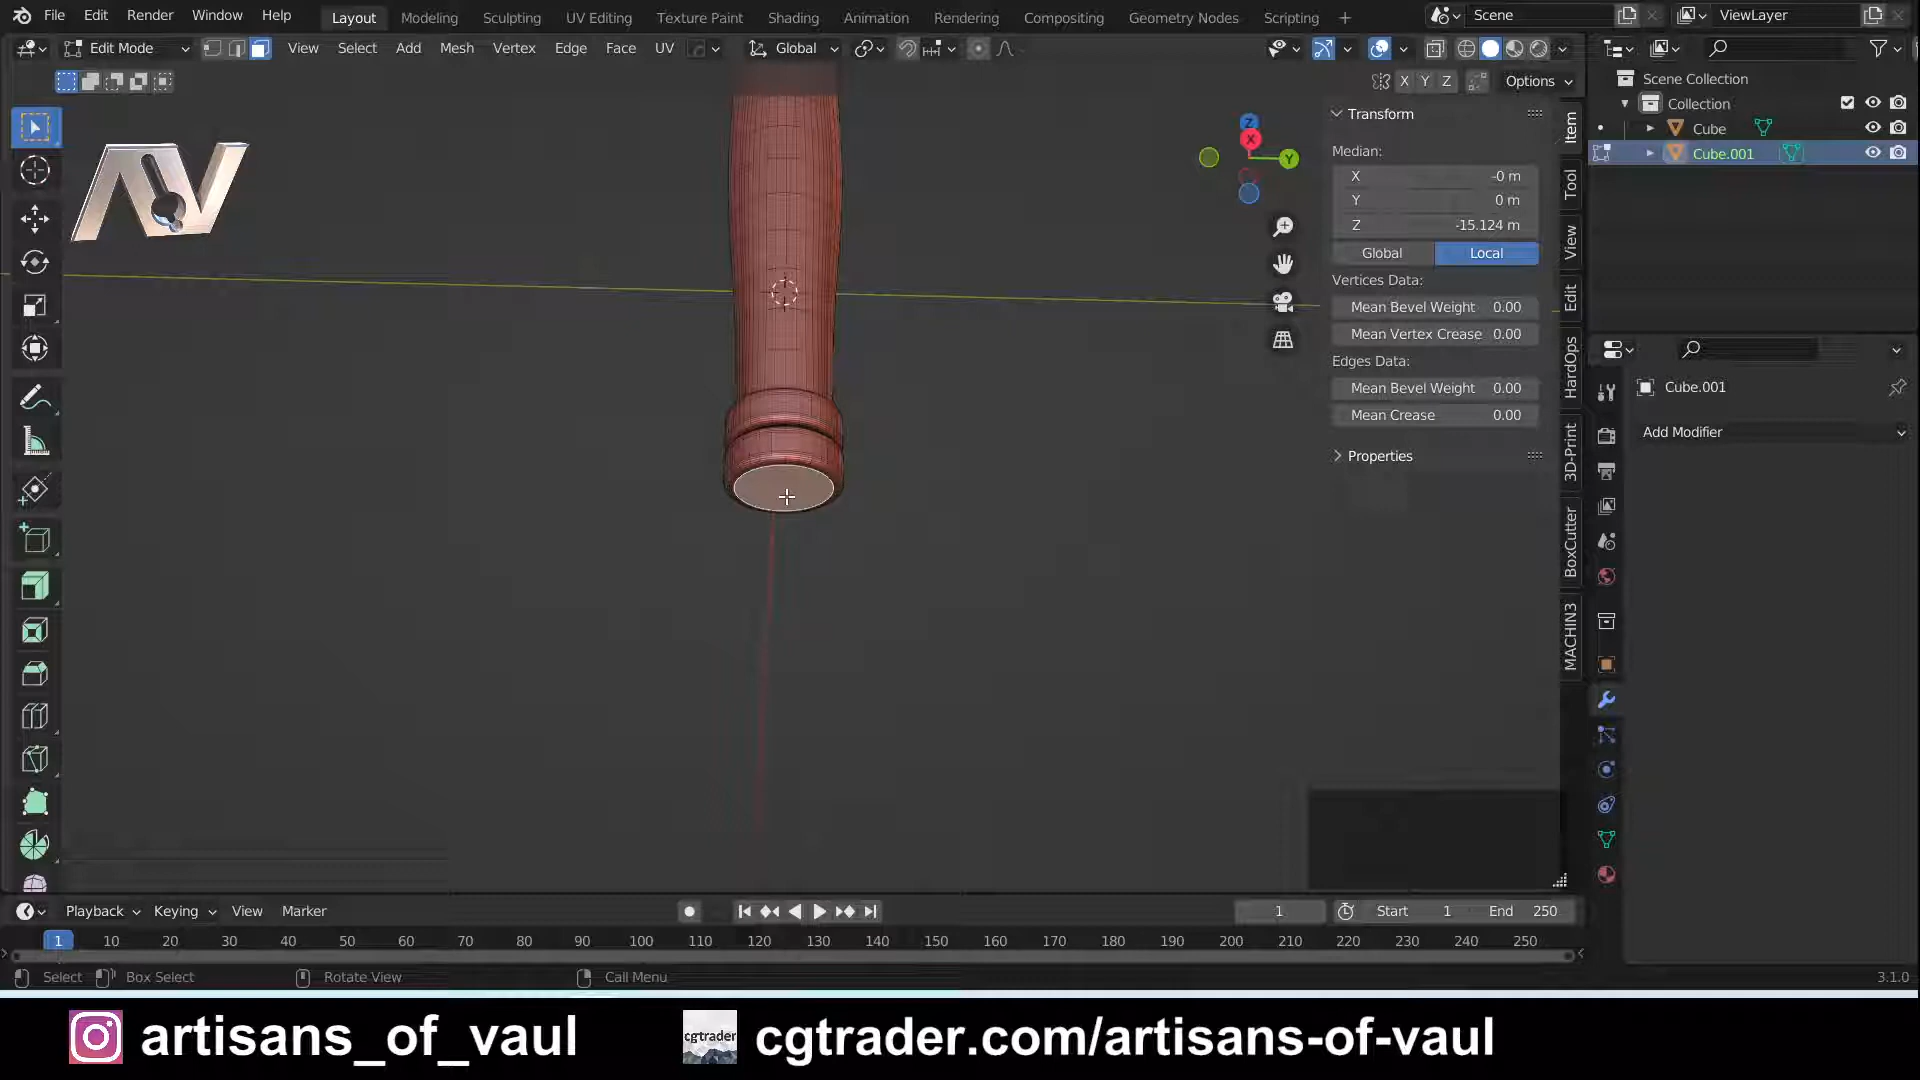 File Edit Render Window Help Layout Modeling Sculpting UV Editing Texture Paint Shading Animation Rendering Compositing Geometry Nodes Scripting + Scene ViewLayer
Edit Mode View Select Add Mesh Vertex Edge Face UV Global
X Y Z Options
Scene Collection
Collection
Cube
Cube.001
Transform
Median:
X -0 m
Y 0 m
Z -15.124 m
Global Local
Vertices Data:
Mean Bevel Weight 0.00
Mean Vertex Crease 0.00
Edges Data:
Mean Bevel Weight 0.00
Mean Crease 0.00
Properties
Item
Tool
View
Edit
HardOps
3D-Print
BoxCutter
MACHIN3
Z
X
Y
AV
Cube.001
Add Modifier
Playback Keying View Marker 1 Start 1 End 250
1 10 20 30 40 50 60 70 80 90 100 110 120 130 140 150 160 170 180 190 200 210 220 230 240 250
Select Box Select Rotate View Call Menu 3.1.0
artisans_of_vaul cgtrader cgtrader.com/artisans-of-vaul